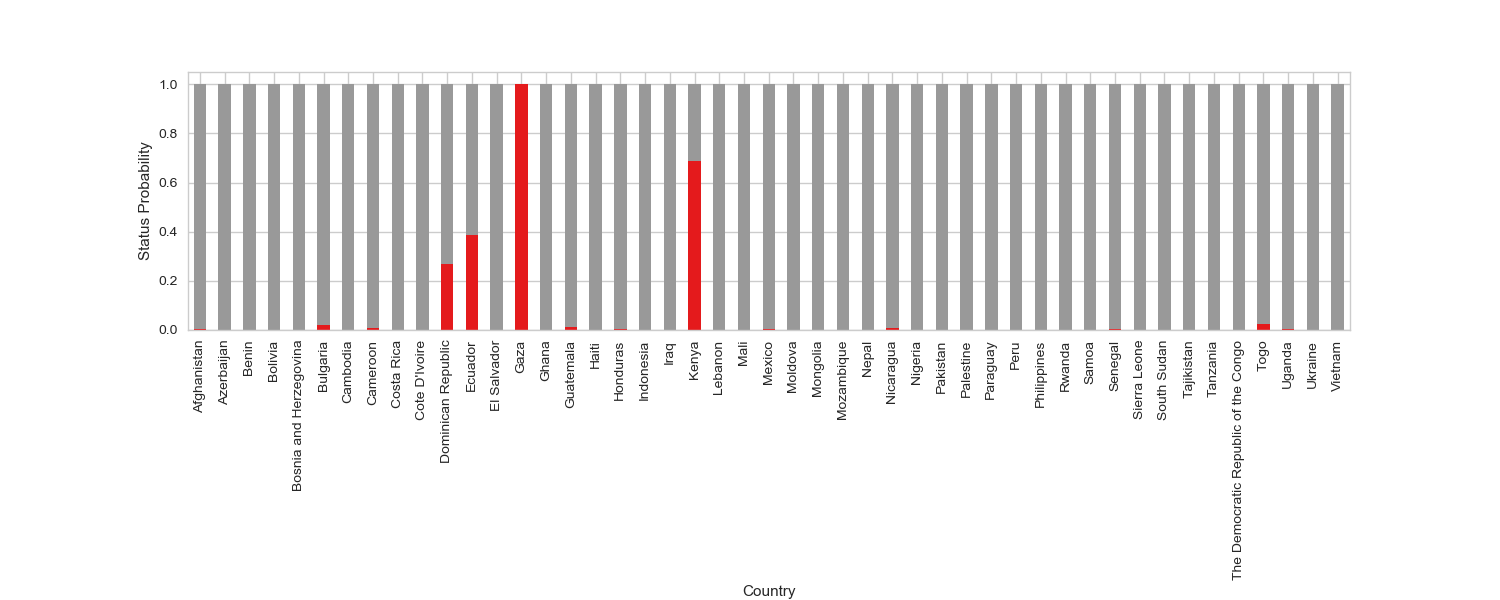 Status Probability
1.0
0.8
0.6
0.4
0.2
0.0
Afghanistan
Azerbaijan
Benin
Bolivia
Bosnia and Herzegovina
Bulgaria
Cambodia
Cameroon
Costa Rica
Cote D'Ivoire
Dominican Republic
Ecuador
El Salvador
Gaza
Ghana
Guatemala
Haiti
Honduras
Indonesia
Iraq
Kenya
Lebanon
Mali
Mexico
Moldova
Mongolia
Mozambique
Nepal
Nicaragua
Nigeria
Pakistan
Palestine
Paraguay
Peru
Philippines
Rwanda
Samoa
Senegal
Sierra Leone
South Sudan
Tajikistan
Tanzania
The Democratic Republic of the Congo
Togo
Uganda
Ukraine
Vietnam
Country